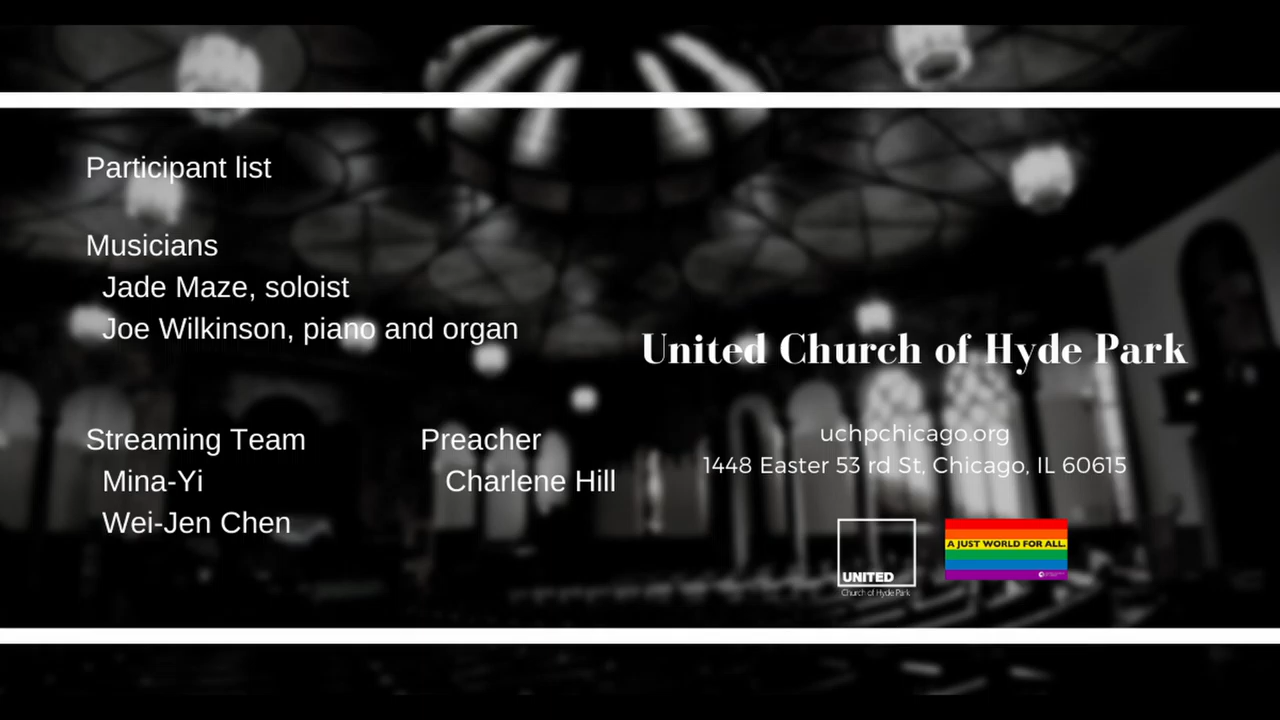 Participant list
Musicians
Jade Maze, soloist
Joe Wilkinson, piano and organ
Streaming Team
Mina-Yi
Wei-Jen Chen
Preacher
Charlene Hill
United Church of Hyde Park
uchpchicago.org
1448 Easter 53 rd St, Chicago, IL 60615
UNITED
Church of Hyde Park
A JUST WORLD FOR ALL.